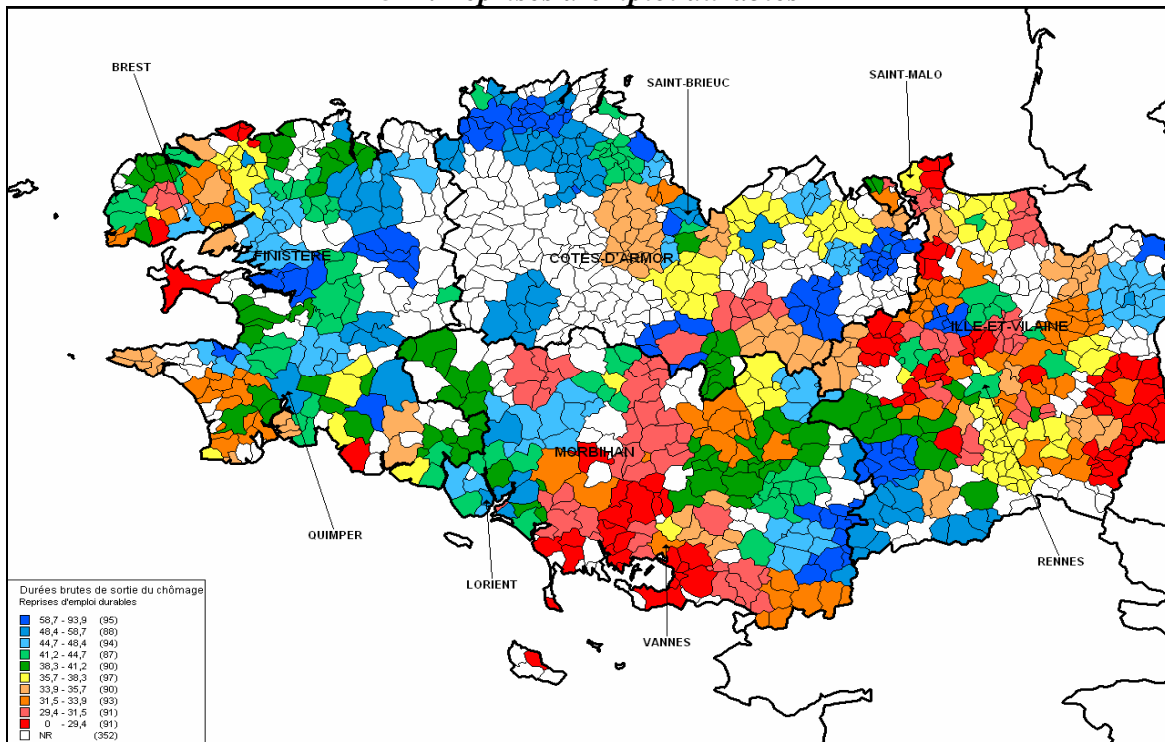 BREST
SAINT-BRIEUC
SAINT-MALO
FINISTERE
COTES-D'ARMOR
ILLE-ET-VILAINE
MORBIHAN
QUIMPER
LORIENT
VANNES
RENNES
Durées brutes de sortie du chômage
Reprises d'emploi durables
58,7 - 93,9 (95)
48,4 - 58,7 (88)
44,7 - 48,4 (94)
41,2 - 44,7 (87)
38,3 - 41,2 (90)
35,7 - 38,3 (97)
33,9 - 35,7 (90)
31,5 - 33,9 (93)
29,4 - 31,5 (91)
0 - 29,4 (91)
NR (352)